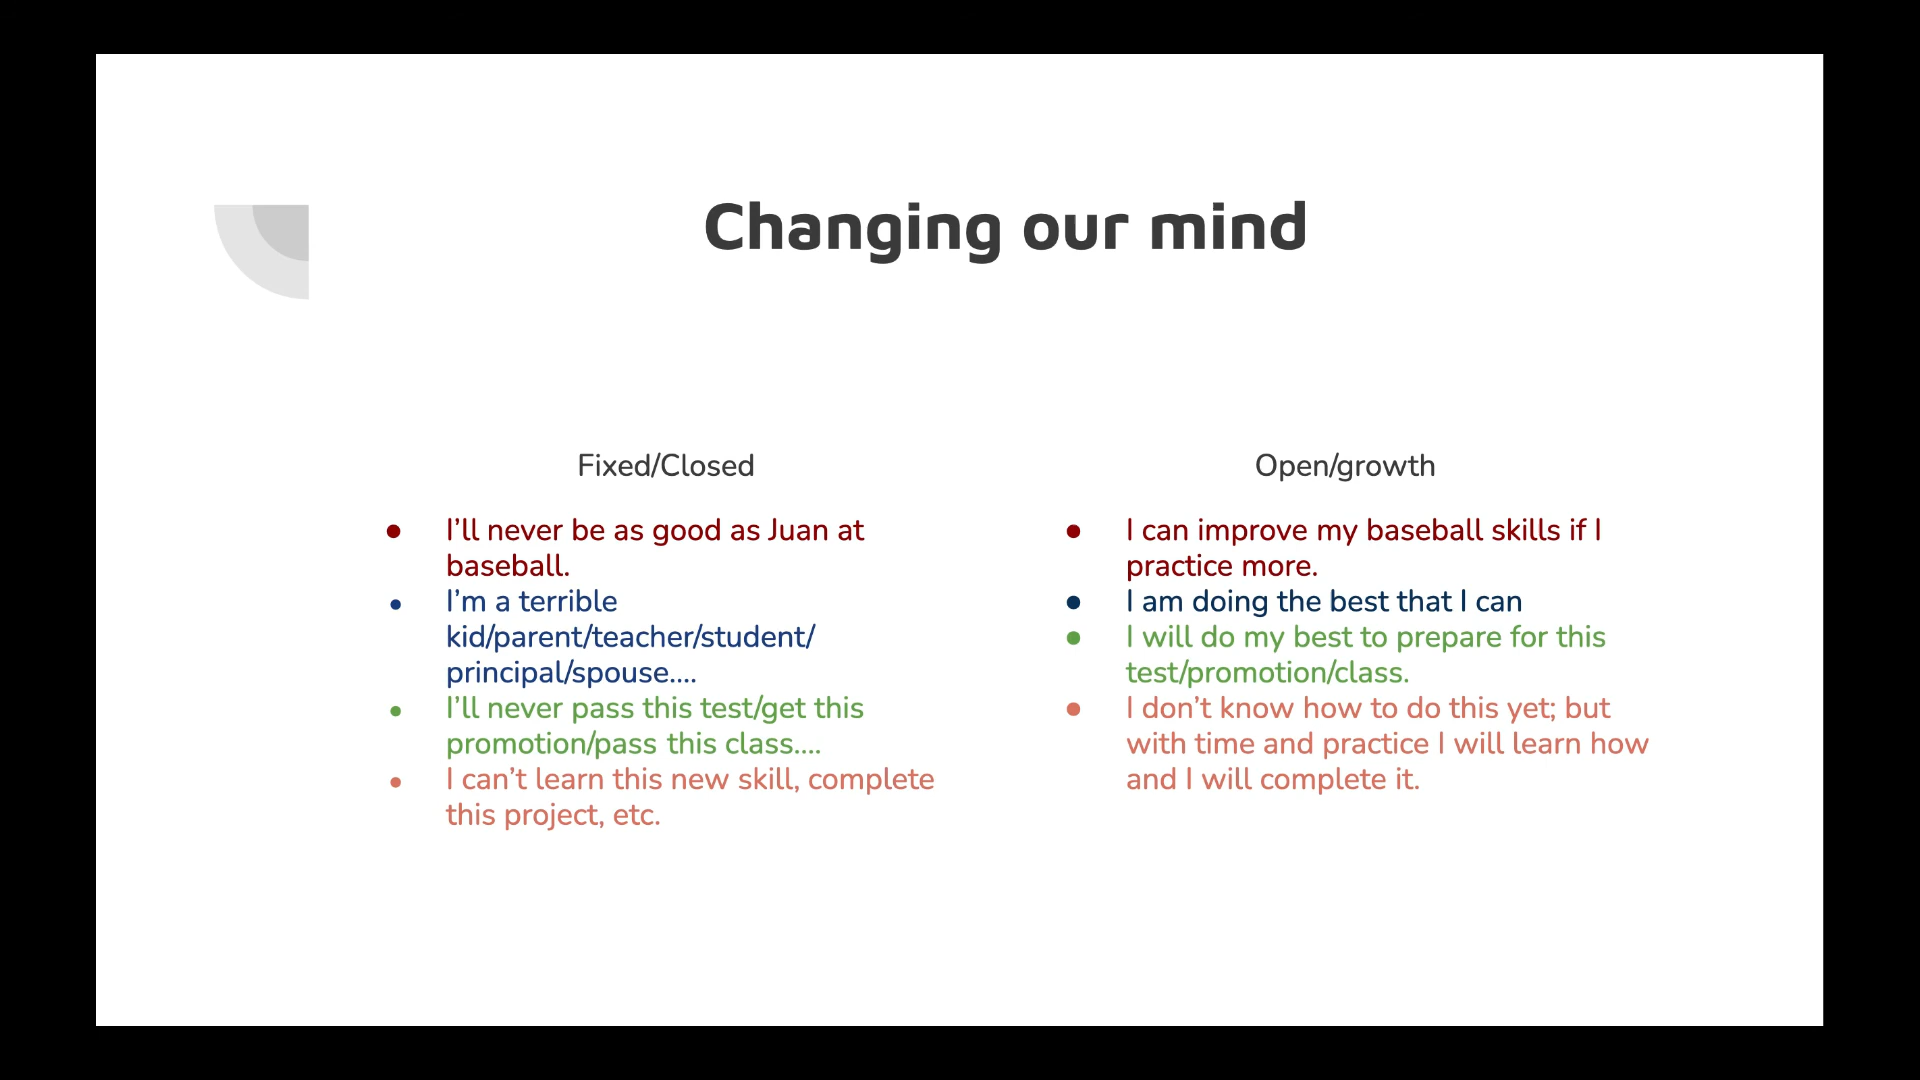 Changing our mind
Fixed/Closed
● I’ll never be as good as Juan at
baseball.
● I’m a terrible
kid/parent/teacher/student/
principal/spouse....
● I’ll never pass this test/get this
promotion/pass this class....
● I can’t learn this new skill, complete
this project, etc.
Open/growth
● I can improve my baseball skills if I
practice more.
● I am doing the best that I can
● I will do my best to prepare for this
test/promotion/class.
● I don’t know how to do this yet; but
with time and practice I will learn how
and I will complete it.